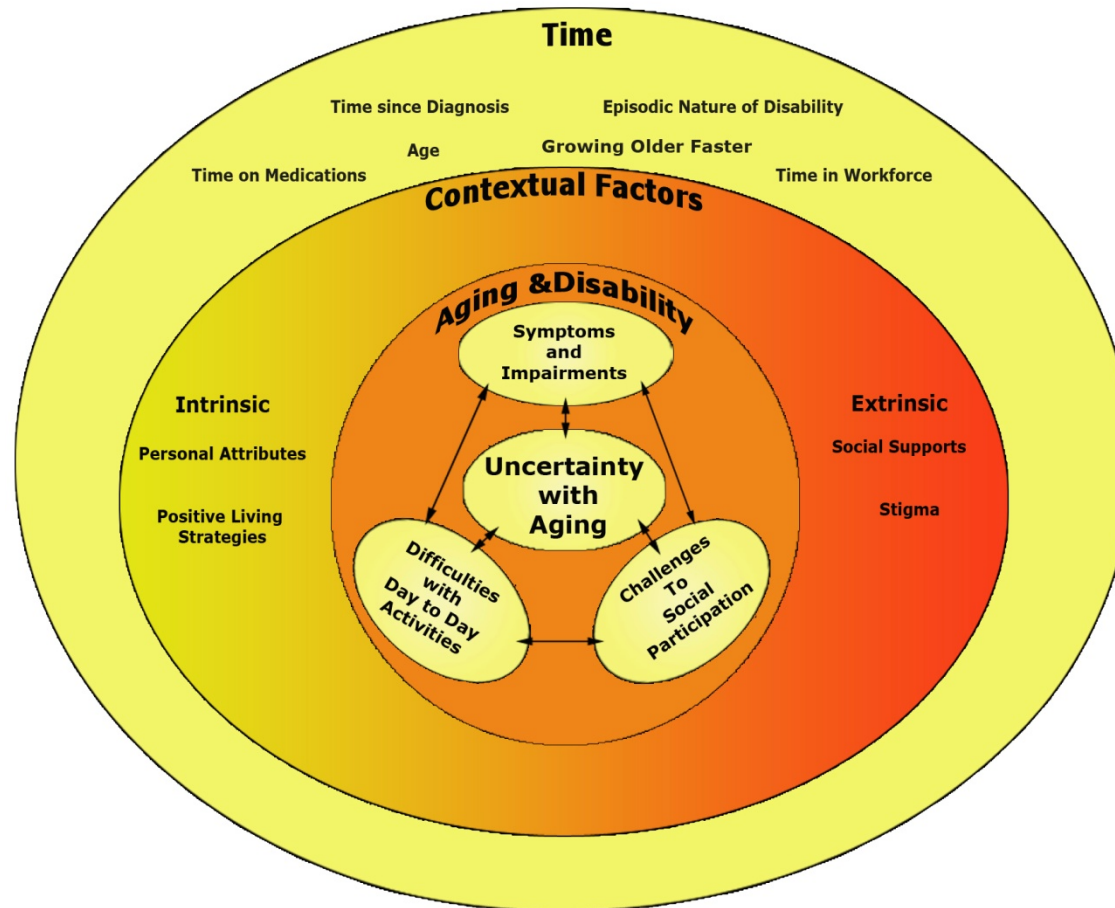 Time
Time since Diagnosis
Episodic Nature of Disability
Age
Growing Older Faster
Time on Medications
Time in Workforce
Contextual Factors
Aging &Disability
Symptoms
and
Impairments
Intrinsic
Personal Attributes
Positive Living
Strategies
Uncertainty
with
Aging
Extrinsic
Social Supports
Stigma
Difficulties
with
Day to Day
Activities
Challenges
To
Social
Participation